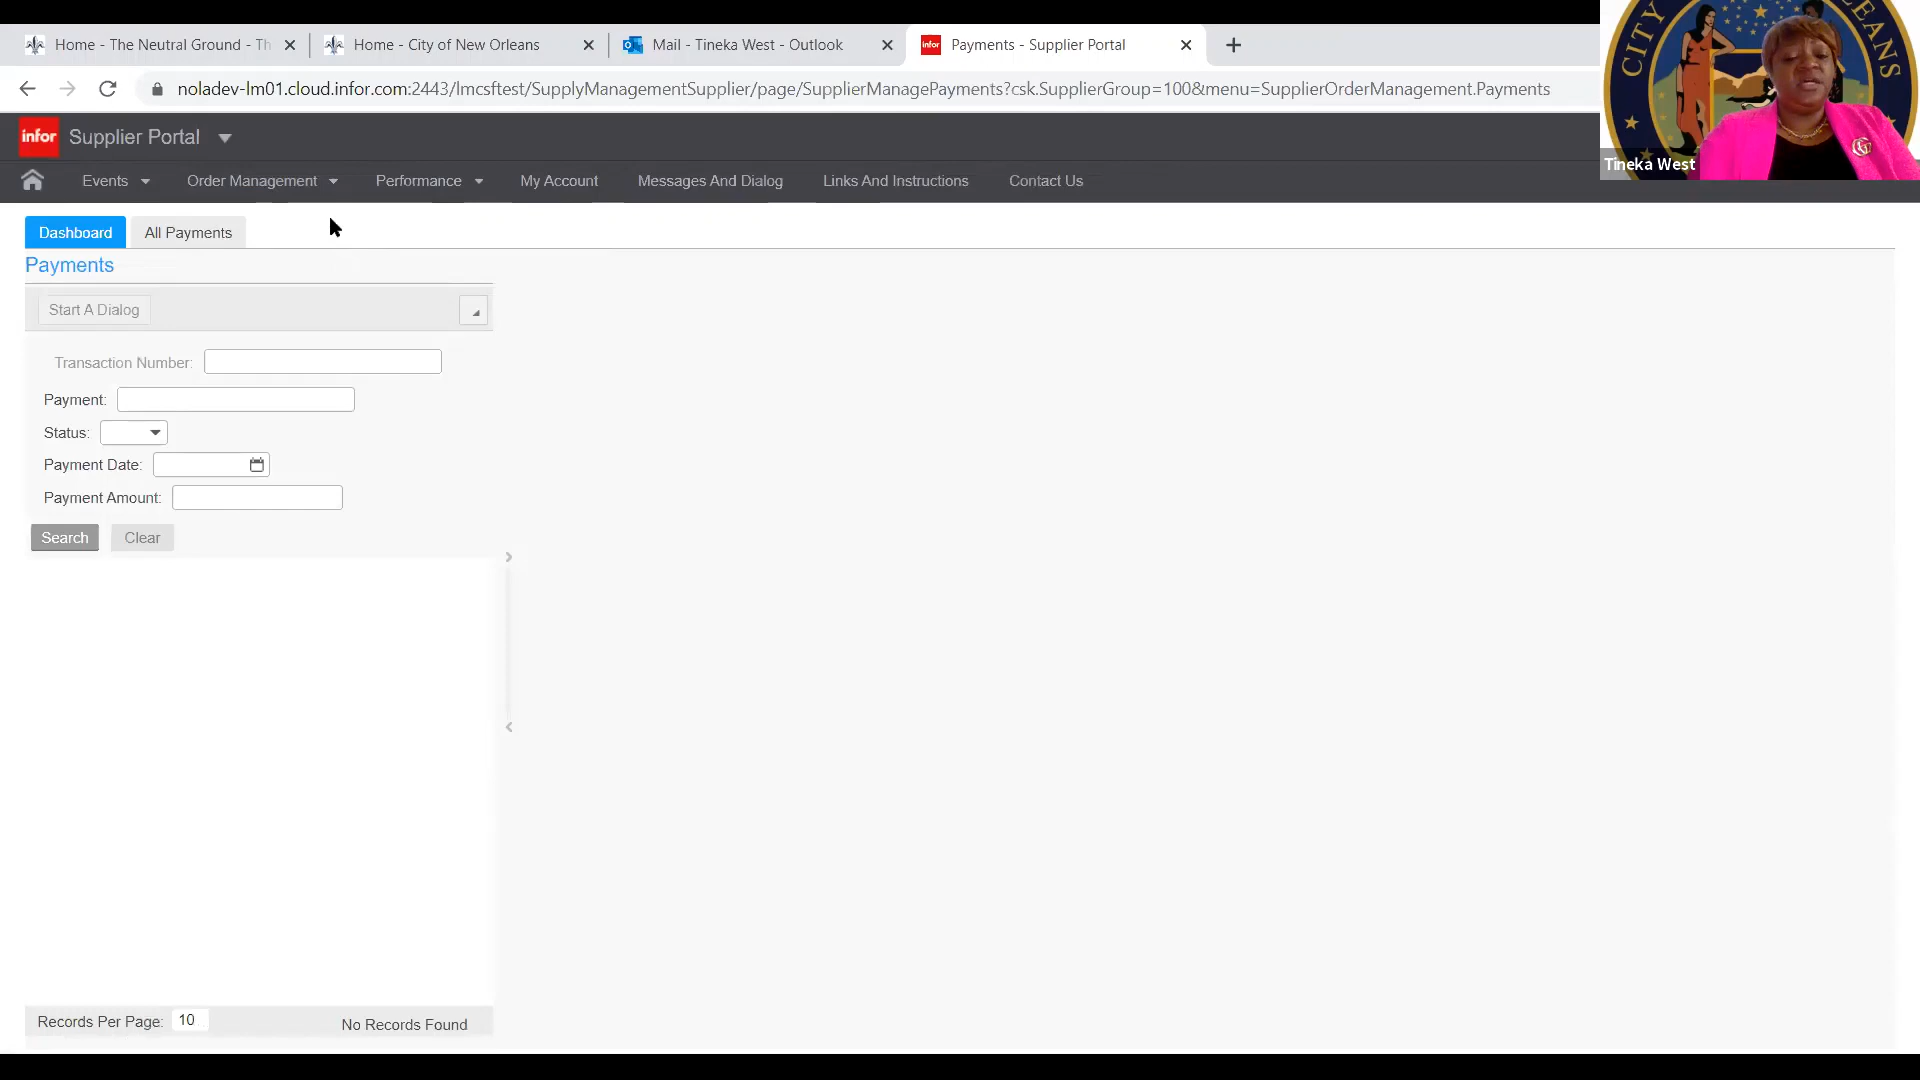 Home - The Neutral Ground - Th
Home - City of New Orleans
Mail - Tineka West - Outlook
Payments - Supplier Portal
noladev-lm01.cloud.infor.com:2443/lmcsftest/SupplyManagementSupplier/page/SupplierManagePayments?csk.SupplierGroup=100&menu=SupplierOrderManagement.Payments
infor Supplier Portal
Events Order Management Performance My Account Messages And Dialog Links And Instructions Contact Us
CITY
LEANS
Tineka West
Dashboard All Payments
Payments
Start A Dialog
Transaction Number:
Payment:
Status:
Payment Date:
Payment Amount:
Search Clear
Records Per Page: 10 No Records Found